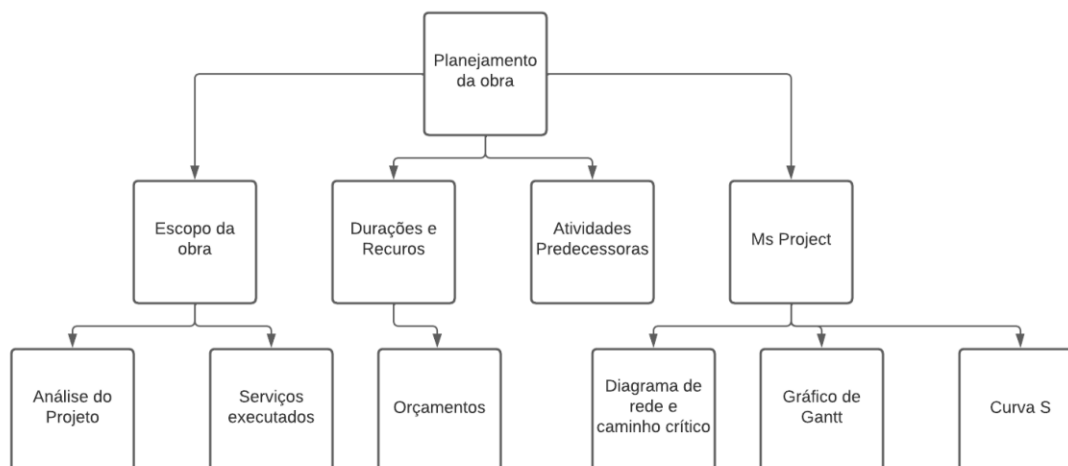 Planejamento
da obra
Escopo da
obra
Durações e
Recuros
Atividades
Predecessoras
Ms Project
Análise do
Projeto
Serviços
executados
Orçamentos
Diagrama de
rede e
caminho crítico
Gráfico de
Gantt
Curva S